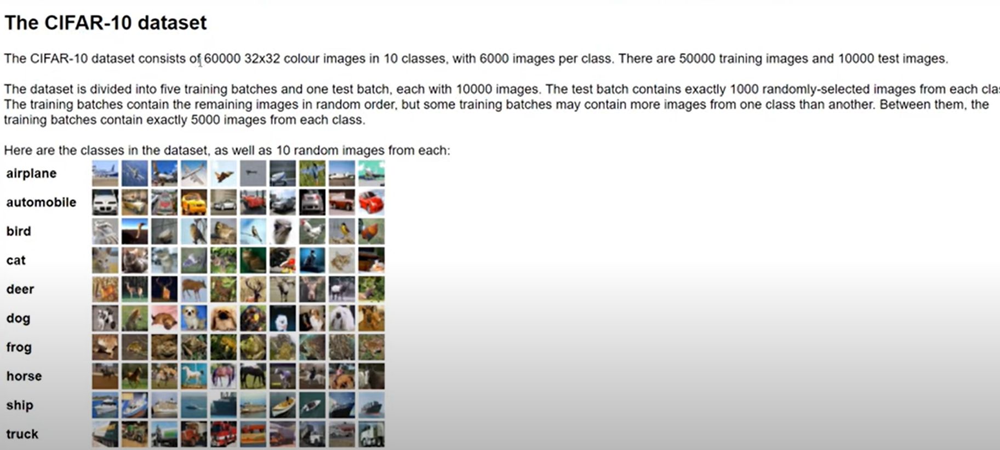 The CIFAR-10 dataset
The CIFAR-10 dataset consists of 60000 32x32 colour images in 10 classes, with 6000 images per class. There are 50000 training images and 10000 test images.
The dataset is divided into five training batches and one test batch, each with 10000 images. The test batch contains exactly 1000 randomly-selected images from each
The training batches contain the remaining images in random order, but some training batches may contain more images from one class than another. Between them, the
training batches contain exactly 5000 images from each class.
Here are the classes in the dataset, as well as 10 random images from each:
airplane
automobile
bird
cat
deer
dog
frog
horse
ship
truck